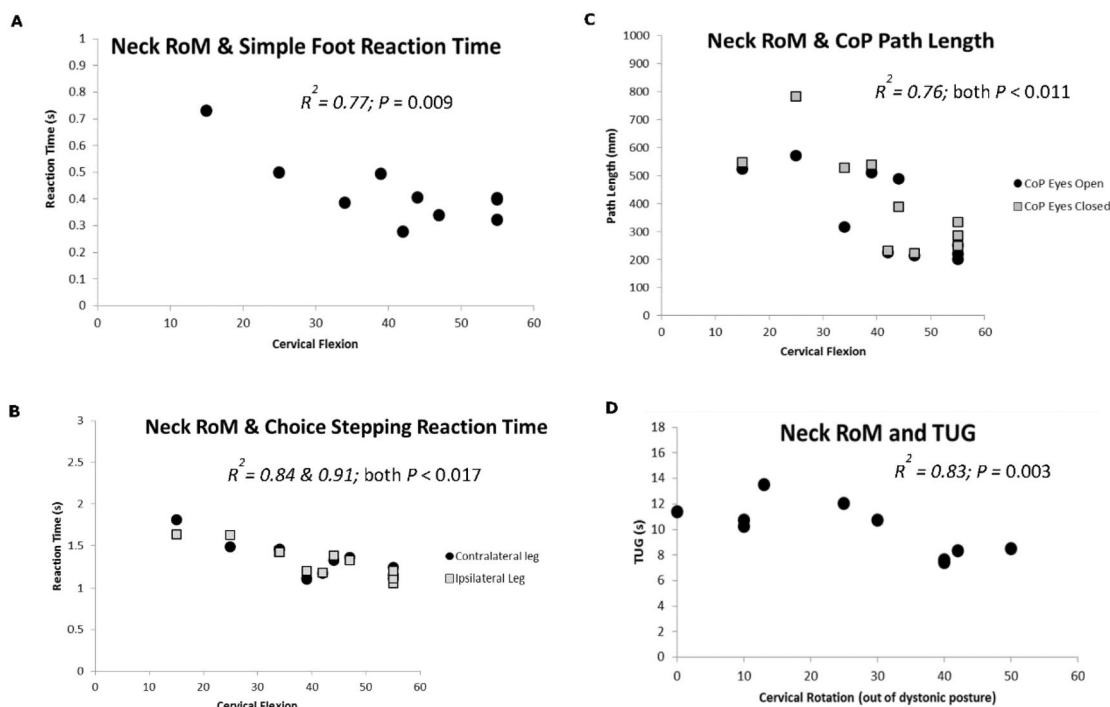 A
Neck RoM & Simple Foot Reaction Time
R² = 0.77; P = 0.009
1
0.9
0.8
0.7
0.6
0.5
0.4
0.3
0.2
0.1
0
Reaction Time (s)
0 10 20 30 40 50 60
Cervical Flexion
C
Neck RoM & CoP Path Length
R² = 0.76; both P < 0.011
1000
900
800
700
600
500
400
300
200
100
0
Path Length (mm)
CoP Eyes Open
CoP Eyes Closed
0 10 20 30 40 50 60
Cervical Flexion
B
Neck RoM & Choice Stepping Reaction Time
R² = 0.84 & 0.91; both P < 0.017
3
2.5
2
1.5
1
0.5
0
Reaction Time (s)
Contralateral leg
Ipsilateral Leg
0 10 20 30 40 50 60
Cervical Flexion
D
Neck RoM and TUG
R² = 0.83; P = 0.003
18
16
14
12
10
8
6
4
2
0
TUG (s)
0 10 20 30 40 50 60
Cervical Rotation (out of dystonic posture)